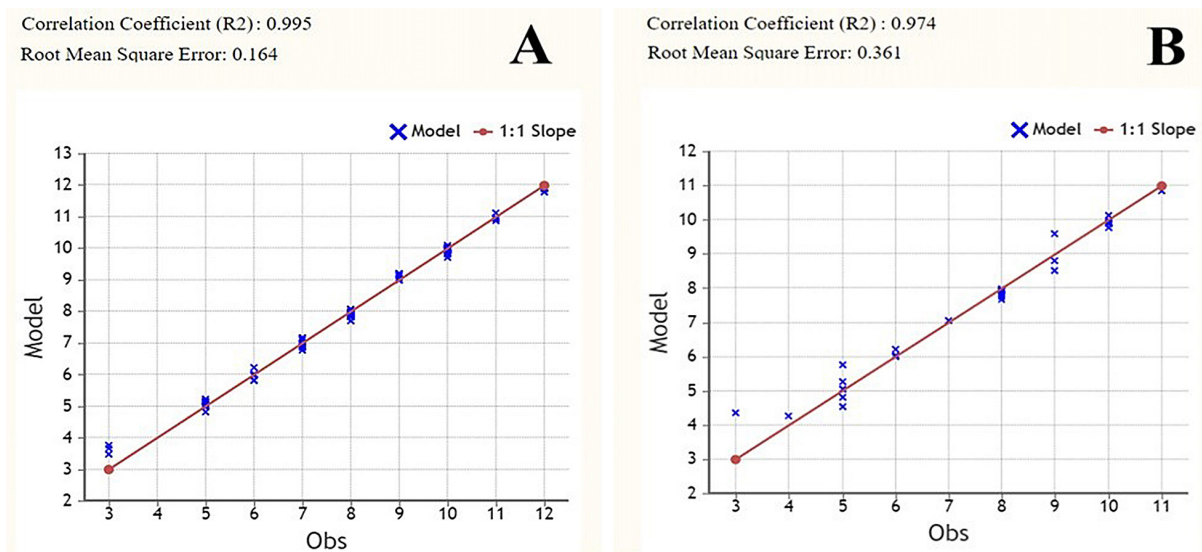 Correlation Coefficient (R2) : 0.995
Root Mean Square Error: 0.164
A
Model 1:1 Slope
13
12
11
10
9
8
7
6
5
4
3
2
Model
3 4 5 6 7 8 9 10 11 12
Obs
Correlation Coefficient (R2) : 0.974
Root Mean Square Error: 0.361
B
Model 1:1 Slope
12
11
10
9
8
7
6
5
4
3
2
Model
3 4 5 6 7 8 9 10 11
Obs